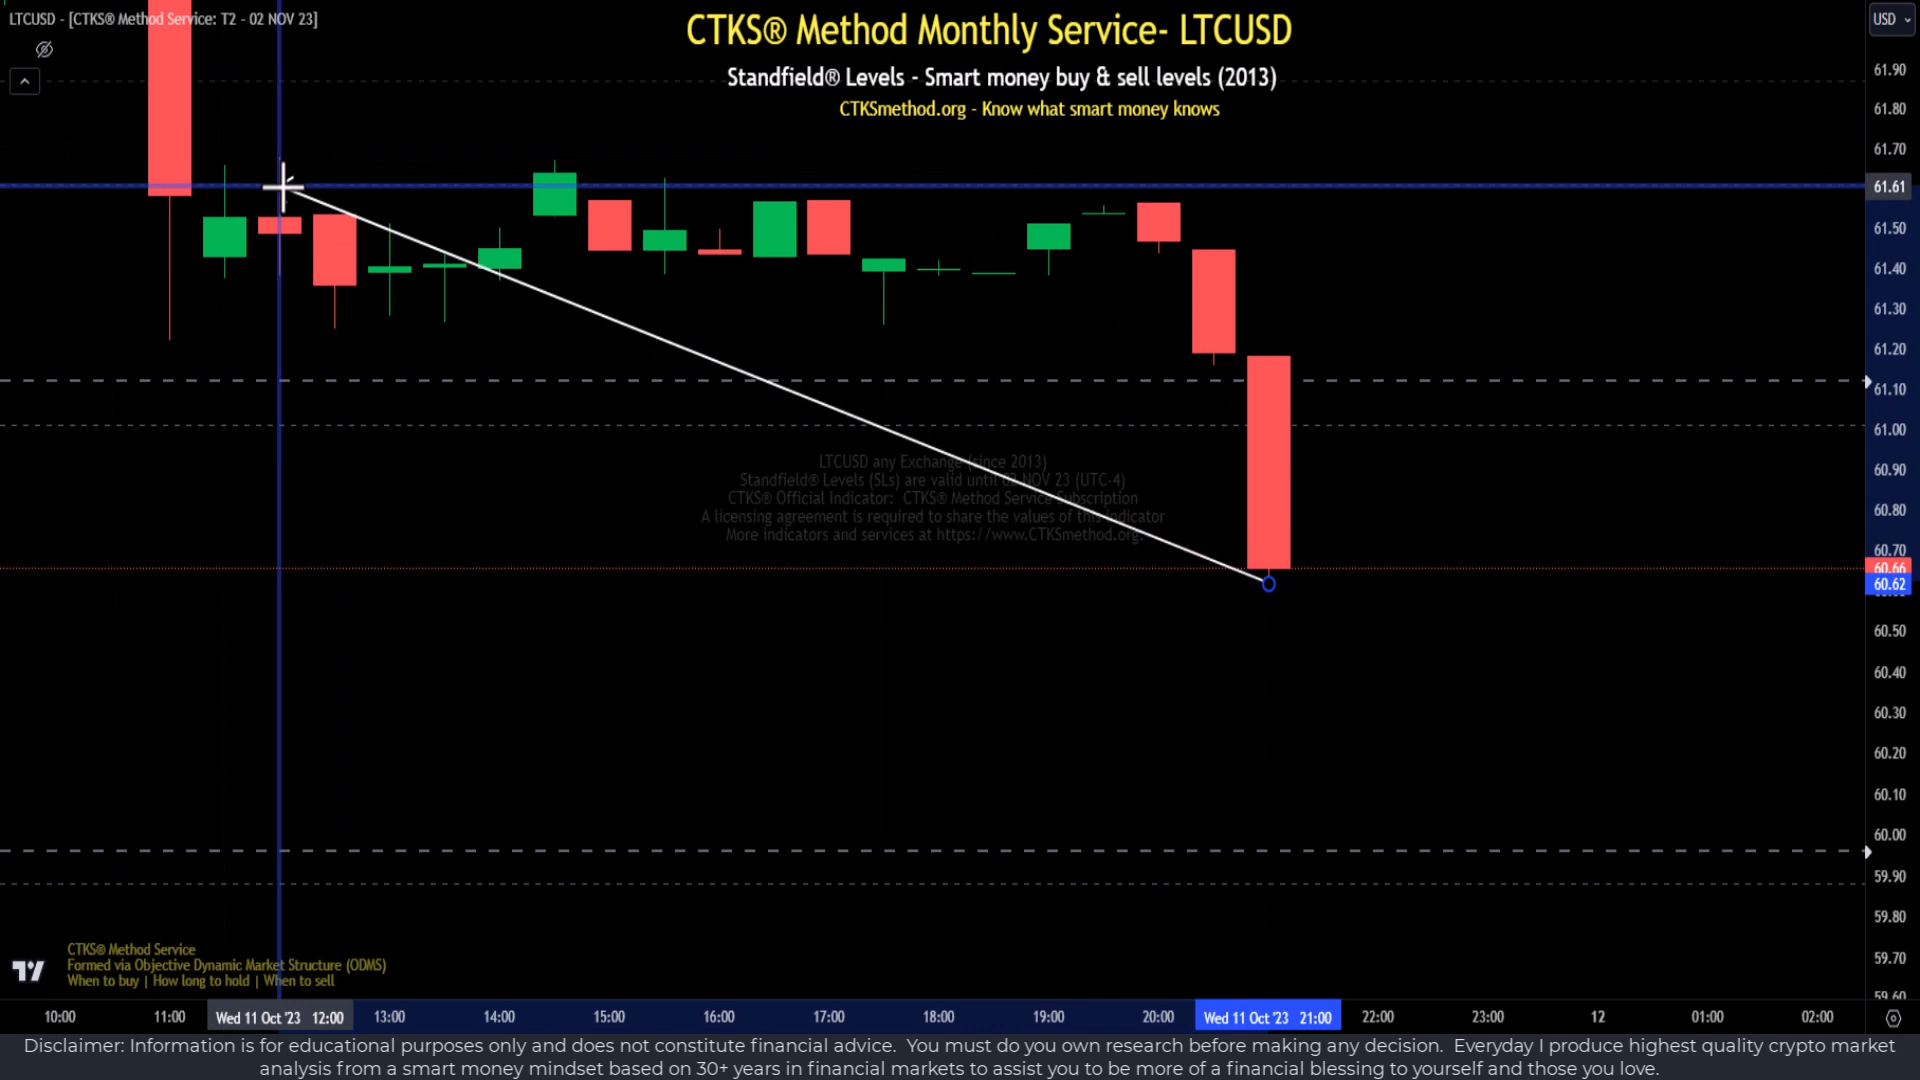 LTCUSD - [CTKS® Method Service: T2 - 02 NOV 23]
CTKS® Method Monthly Service- LTCUSD
Standfield® Levels - Smart money buy & sell levels (2013)
CTKSmethod.org - Know what smart money knows
USD
61.90
61.80
61.70
61.61
61.50
61.40
61.30
61.20
61.10
61.00
60.90
60.80
60.70
60.66
60.62
60.50
60.40
60.30
60.20
60.10
60.00
59.90
59.80
59.70
59.60
LTCUSD any Exchange (since 2013)
Standfield® Levels (SLs) are valid until 02 NOV 23 (UTC-4)
CTKS® Official Indicator: CTKS® Method Service Subscription
A licensing agreement is required to share the values of this indicator
More indicators and services at https://www.CTKSmethod.org.
CTKS® Method Service
Formed via Objective Dynamic Market Structure (ODMS)
When to buy | How long to hold | When to sell
10:00 11:00 Wed 11 Oct '23 12:00 13:00 14:00 15:00 16:00 17:00 18:00 19:00 20:00 Wed 11 Oct '23 21:00 22:00 23:00 12 01:00 02:00
Disclaimer: Information is for educational purposes only and does not constitute financial advice. You must do you own research before making any decision. Everyday I produce highest quality crypto market
analysis from a smart money mindset based on 30+ years in financial markets to assist you to be more of a financial blessing to yourself and those you love.